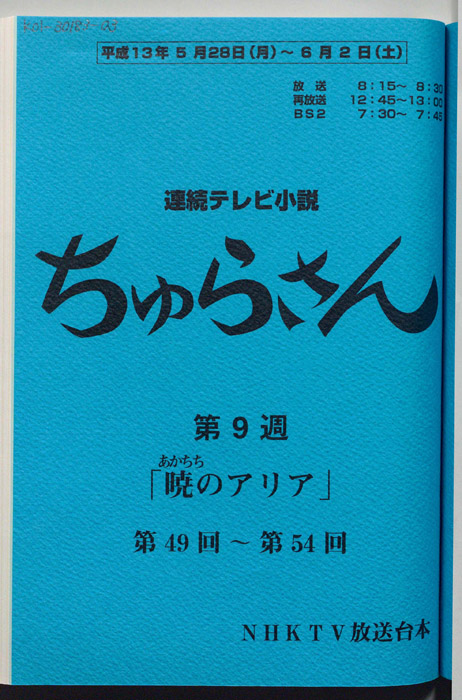 平成13年5月28日(月)～6月2日(土)
放送 8:15～8:30
再放送 12:45～13:00
BS2 7:30～7:45
連続テレビ小説
ちゅらさん
第9週
あかちち
「暁のアリア」
第49回～第54回
NHKTV放送台本